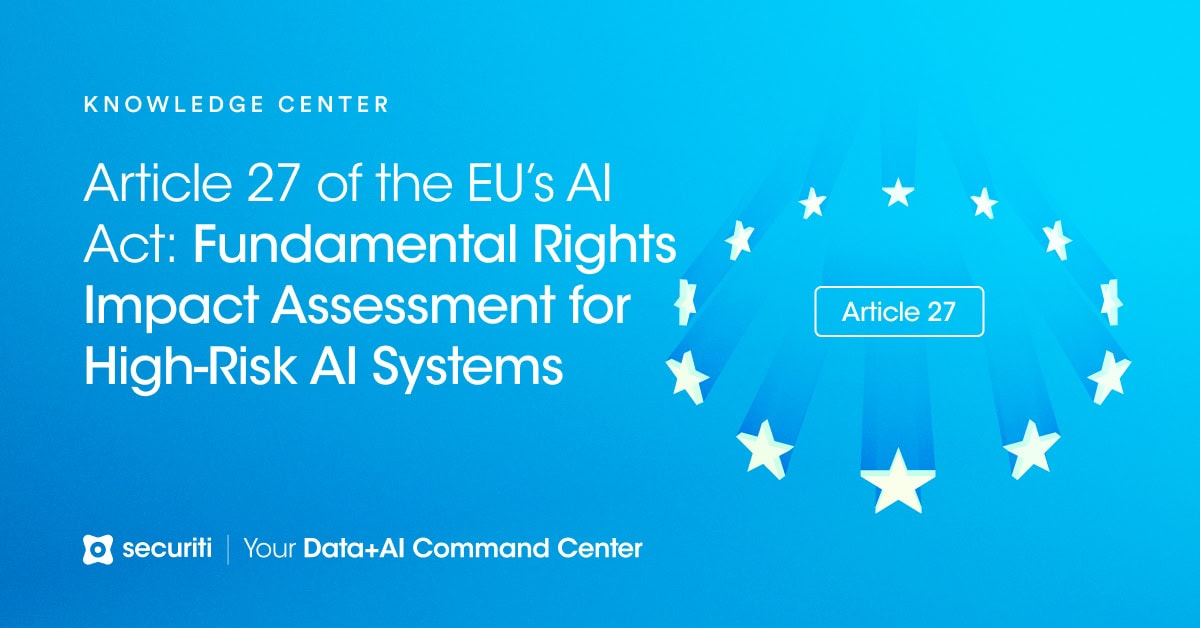 KNOWLEDGE CENTER
Article 27 of the EU’s AI
Act: Fundamental Rights
Impact Assessment for
High-Risk AI Systems
Article 27
securiti | Your Data+AI Command Center